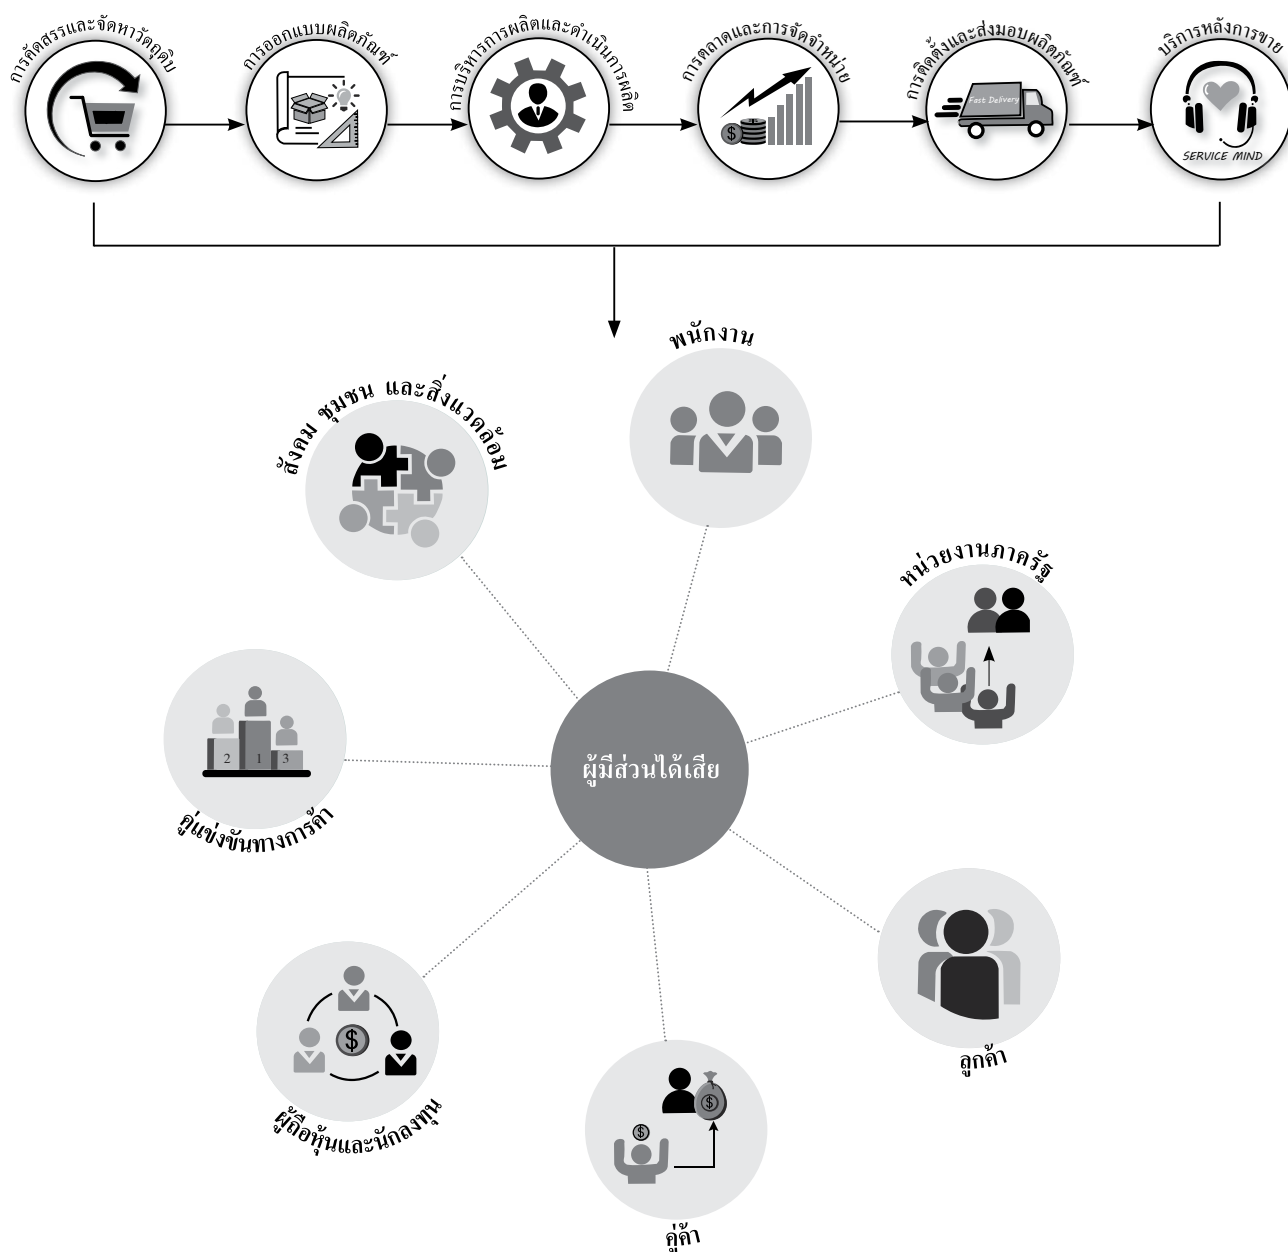 การคัดสรรและจัดหาวัตถุดิบ
การออกแบบผลิตภัณฑ์
การบริหารการผลิตและดำเนินการผลิต
การตลาดและการจัดจำหน่าย
การติดตั้งและส่งมอบผลิตภัณฑ์
บริการหลังการขาย
$
Fast Delivery
SERVICE MIND
พนักงาน
สังคม ชุมชน และสิ่งแวดล้อม
หน่วยงานภาครัฐ
2 1 3
ผู้มีส่วนได้เสีย
คู่แข่งขันทางการค้า
ลูกค้า
$
ผู้ถือหุ้นและนักลงทุน
$
$
คู่ค้า